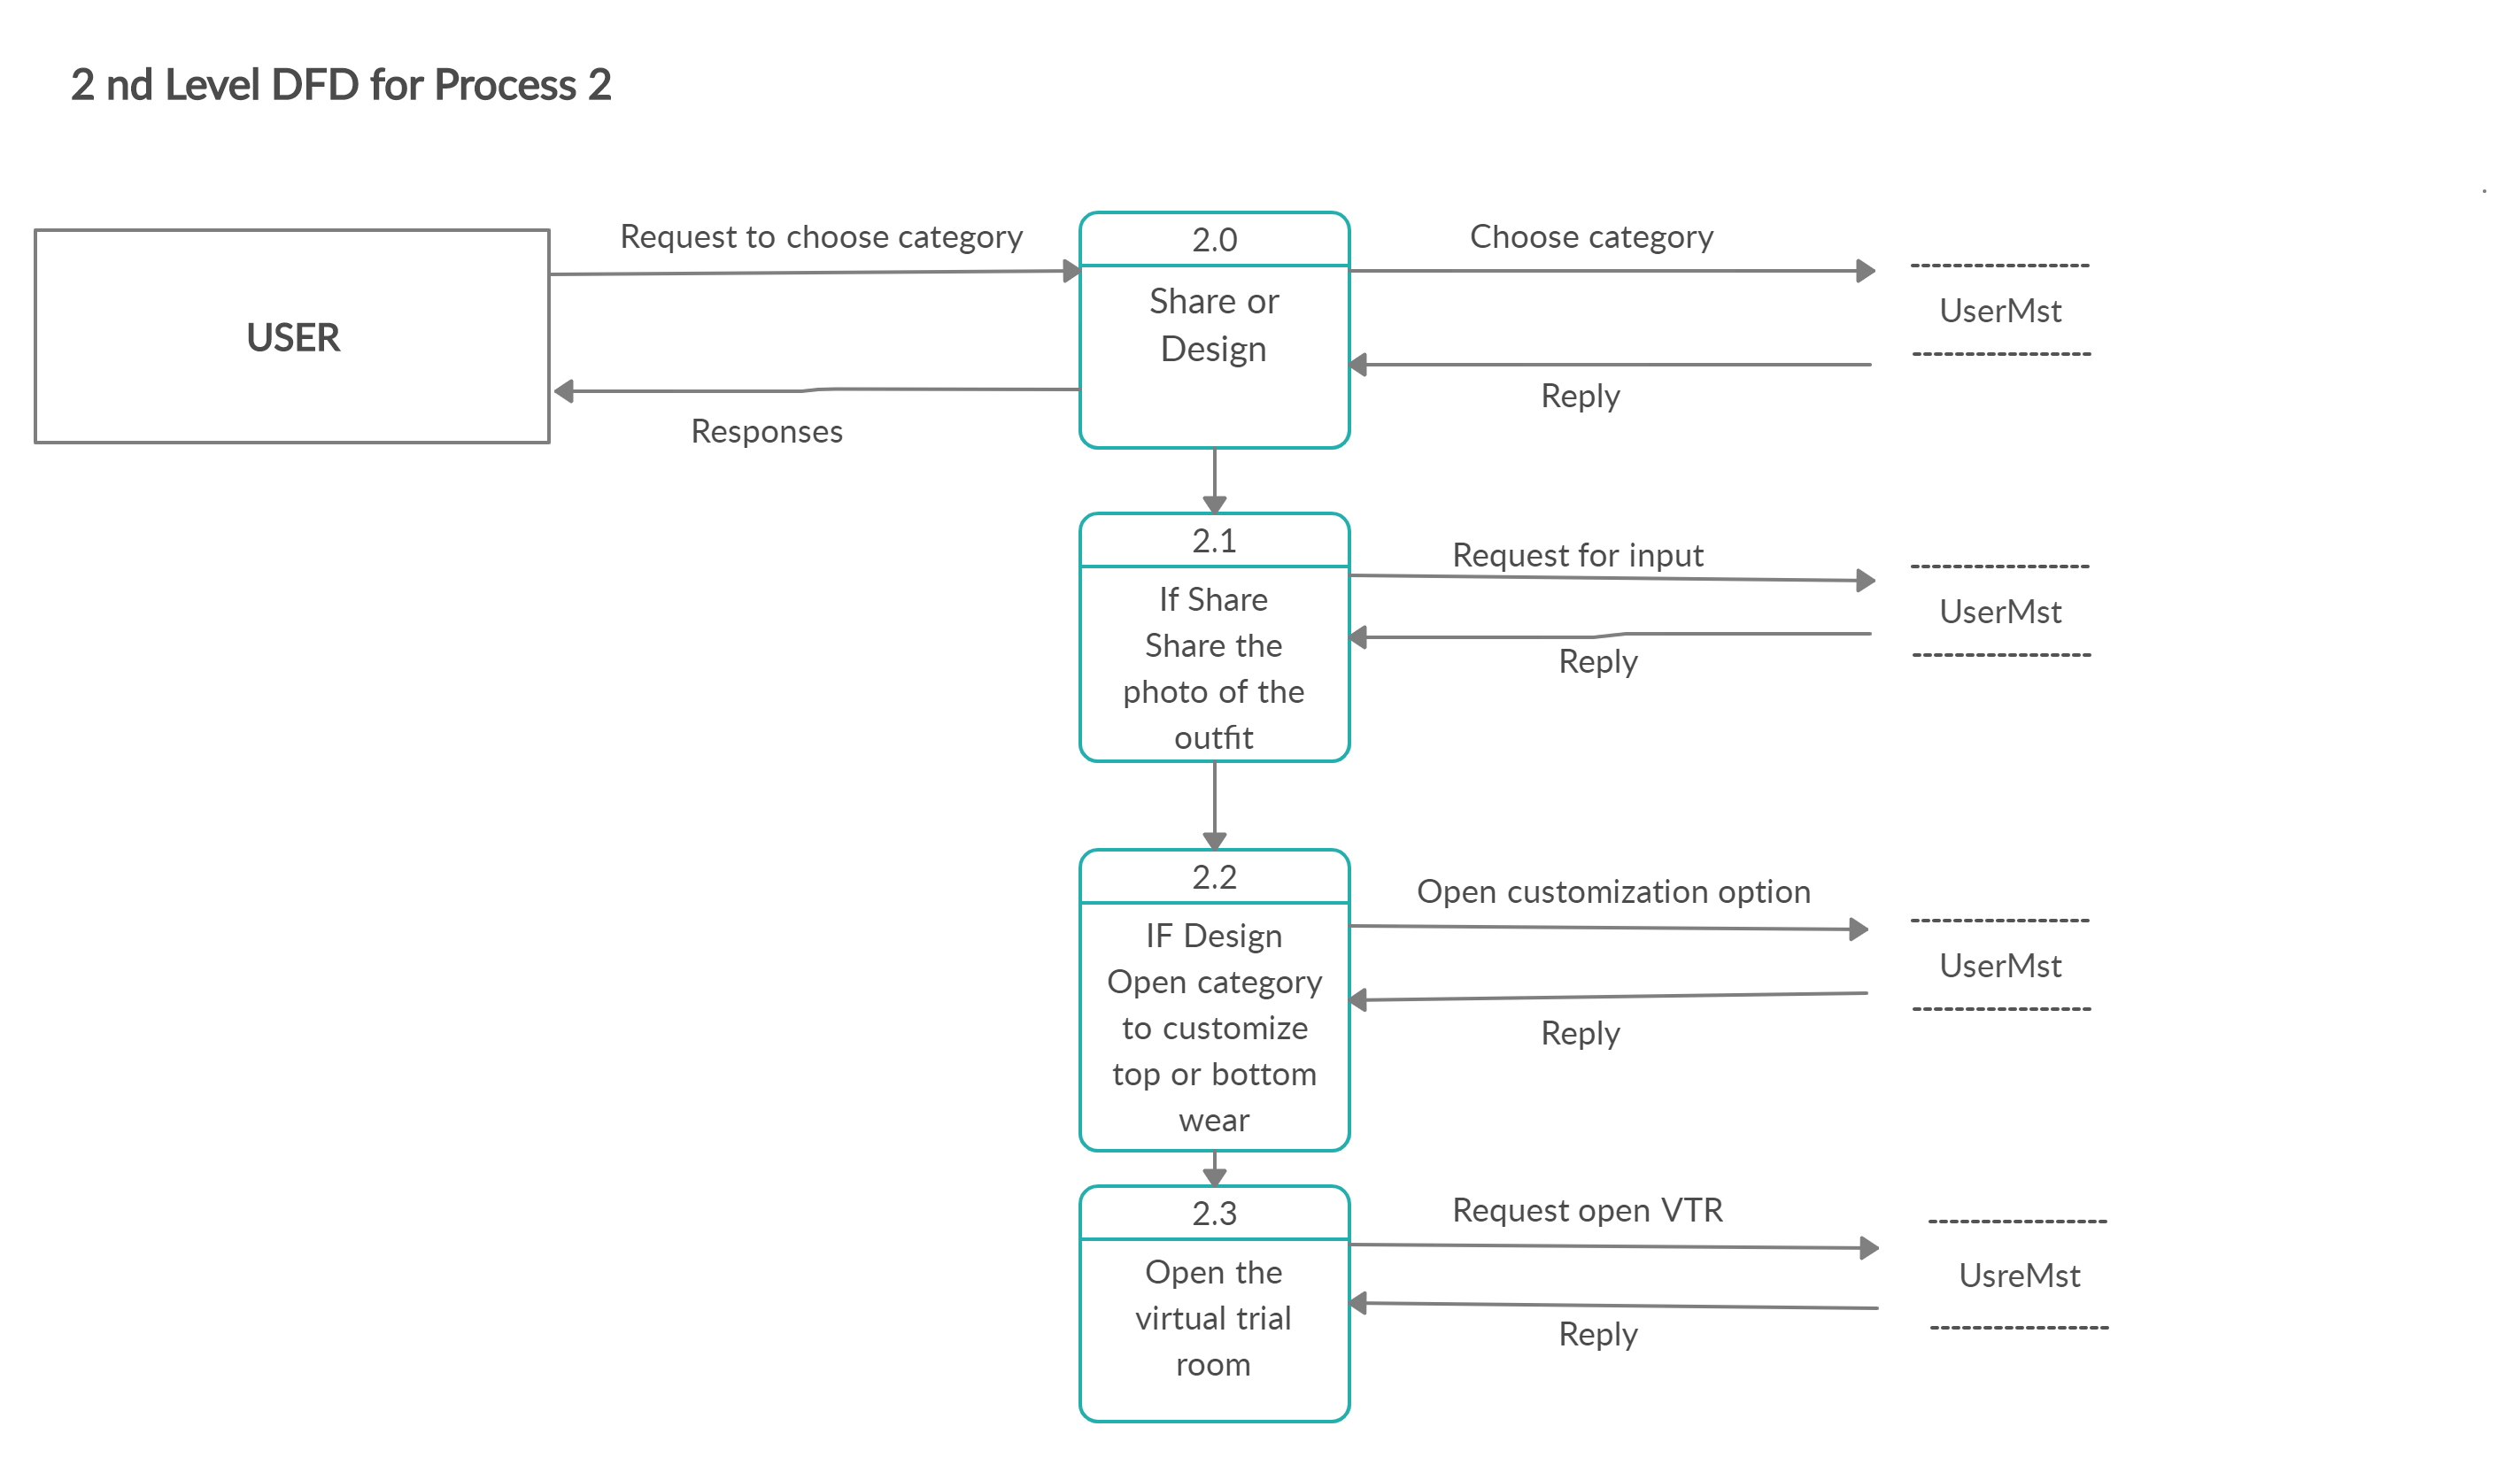 2 nd Level DFD for Process 2
USER
Request to choose category
Responses
2.0
Share or
Design
Choose category
Reply
UserMst
2.1
If Share
Share the
photo of the
outfit
Request for input
Reply
UserMst
2.2
IF Design
Open category
to customize
top or bottom
wear
Open customization option
Reply
UserMst
2.3
Open the
virtual trial
room
Request open VTR
Reply
UsreMst